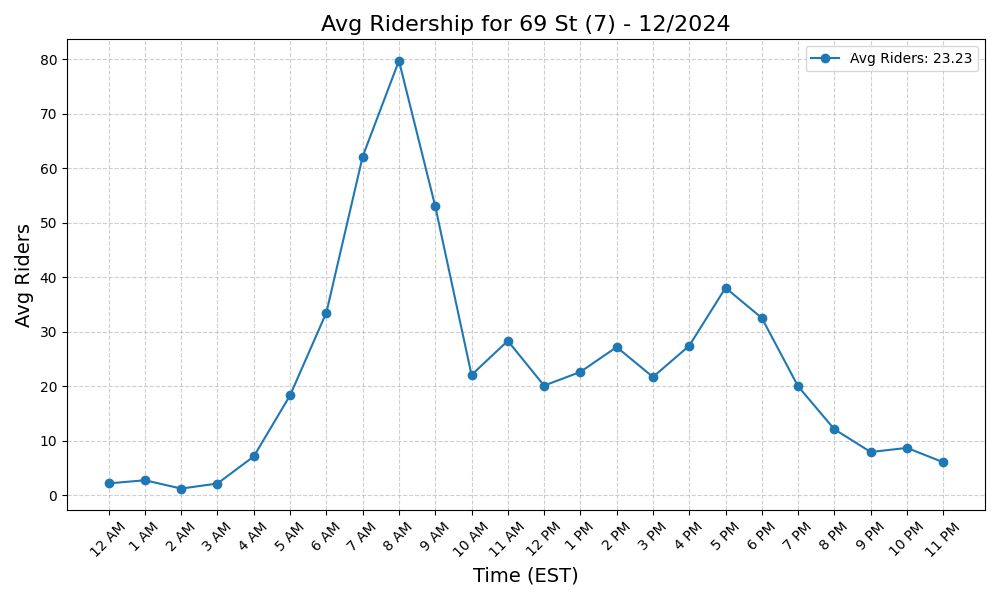 Avg Ridership for 69 St (7) - 12/2024
Avg Riders: 23.23
Avg Riders
80
70
60
50
40
30
20
10
0
12 AM
1 AM
2 AM
3 AM
4 AM
5 AM
6 AM
7 AM
8 AM
9 AM
10 AM
11 AM
12 PM
1 PM
2 PM
3 PM
4 PM
5 PM
6 PM
7 PM
8 PM
9 PM
10 PM
11 PM
Time (EST)